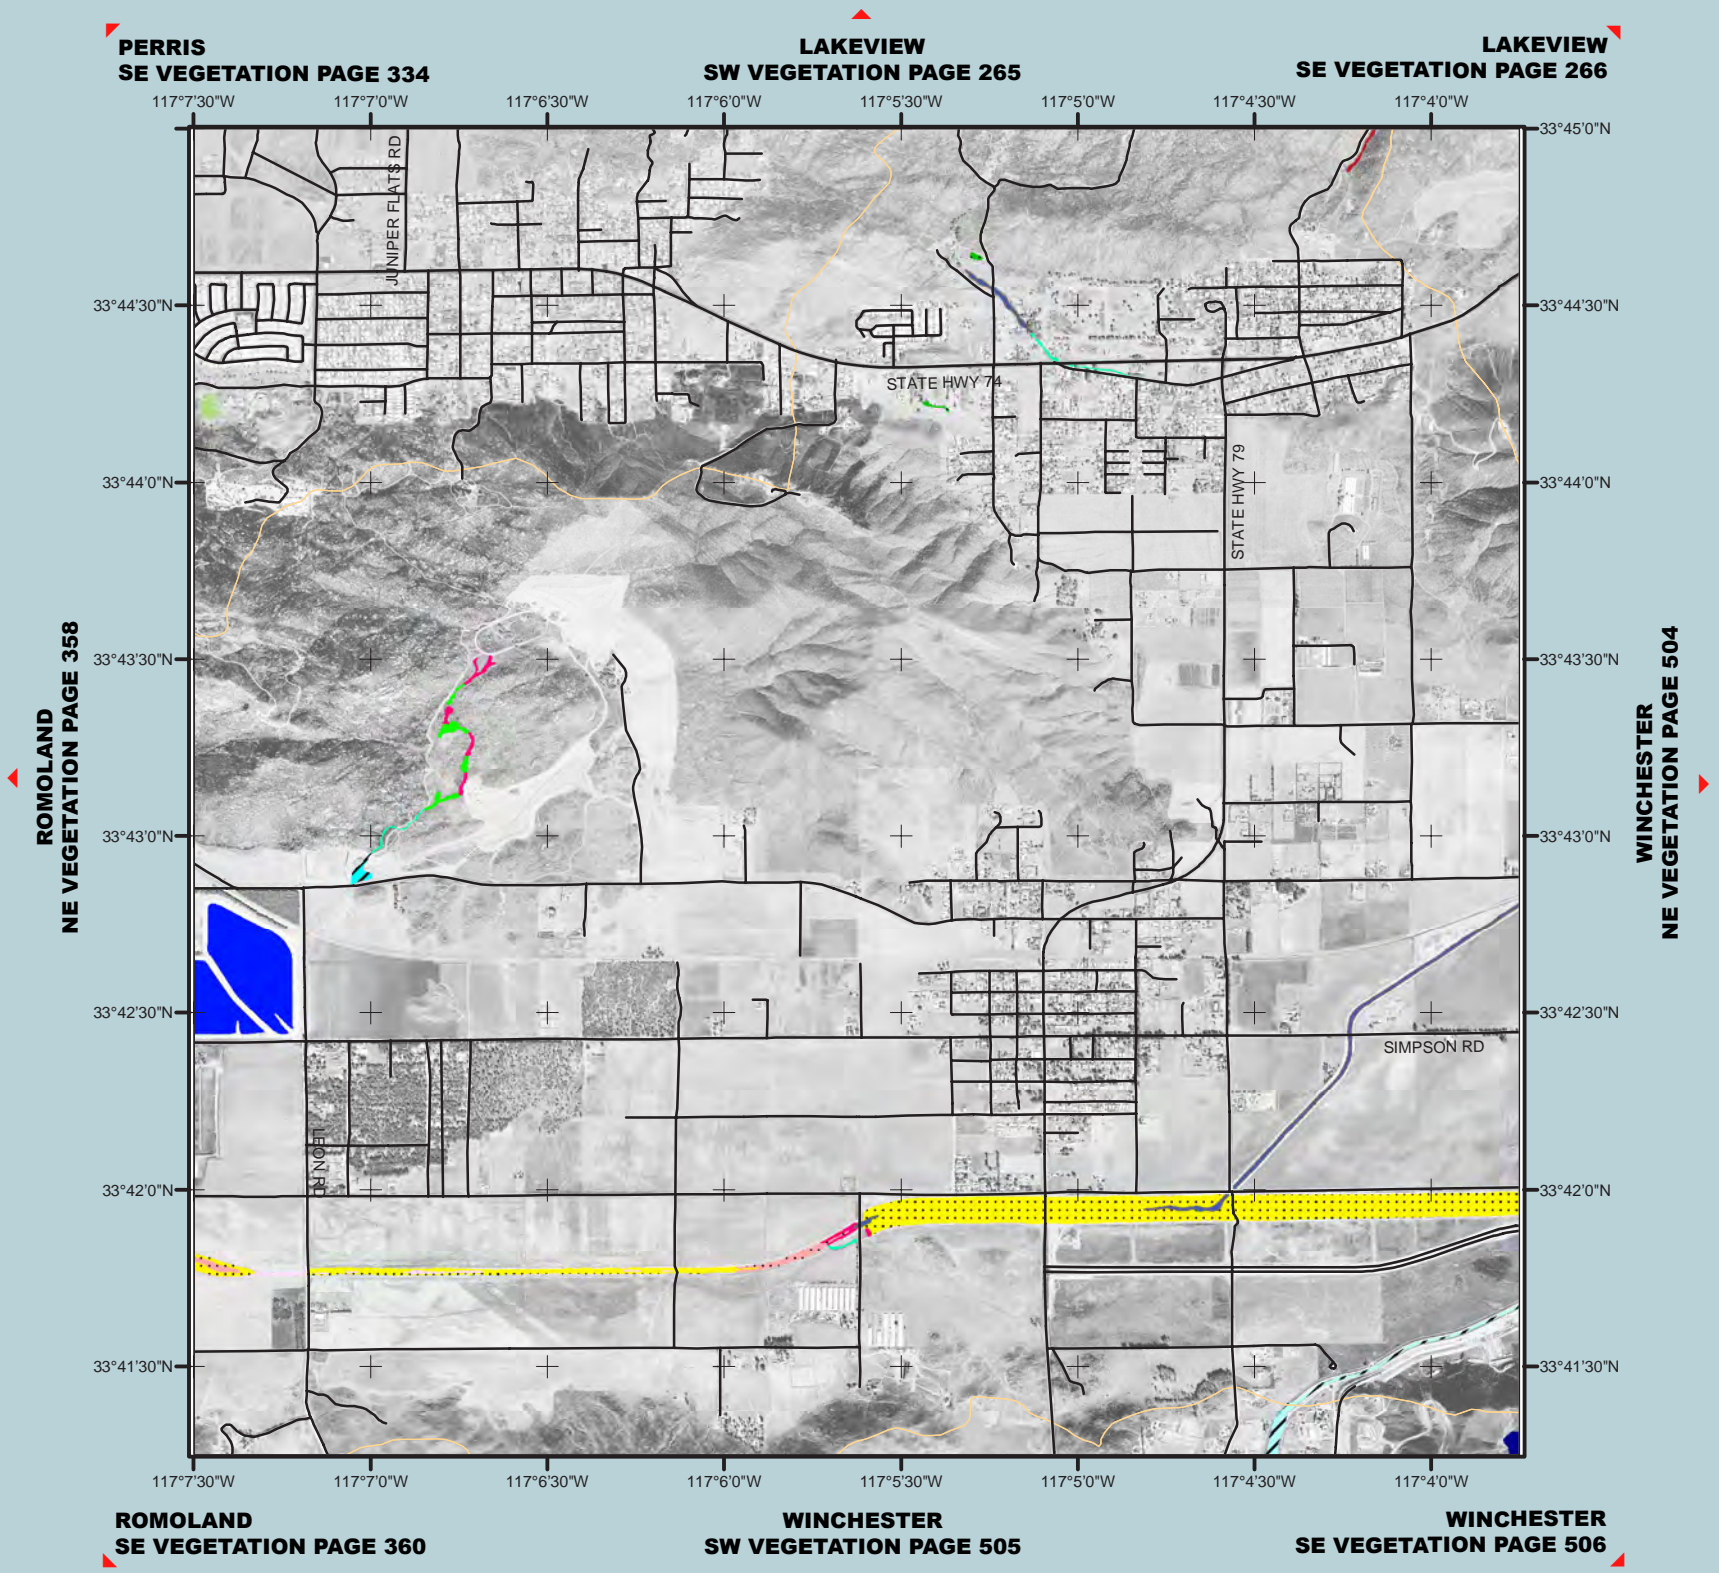 PERRIS
SE VEGETATION PAGE 334
LAKEVIEW
SW VEGETATION PAGE 265
LAKEVIEW
SE VEGETATION PAGE 266
117°7'30"W
117°7'0"W
117°6'30"W
117°6'0"W
117°5'30"W
117°5'0"W
117°4'30"W
117°4'0"W
33°45'0"N
JUNIPER FLATS RD
33°44'30"N
33°44'30"N
STATE HWY 74
STATE HWY 79
33°44'0"N
33°44'0"N
33°43'30"N
33°43'30"N
ROMOLAND
NE VEGETATION PAGE 358
WINCHESTER
NE VEGETATION PAGE 504
33°43'0"N
33°43'0"N
33°42'30"N
33°42'30"N
SIMPSON RD
LEON RD
33°42'0"N
33°42'0"N
33°41'30"N
33°41'30"N
117°7'30"W
117°7'0"W
117°6'30"W
117°6'0"W
117°5'30"W
117°5'0"W
117°4'30"W
117°4'0"W
ROMOLAND
SE VEGETATION PAGE 360
WINCHESTER
SW VEGETATION PAGE 505
WINCHESTER
SE VEGETATION PAGE 506